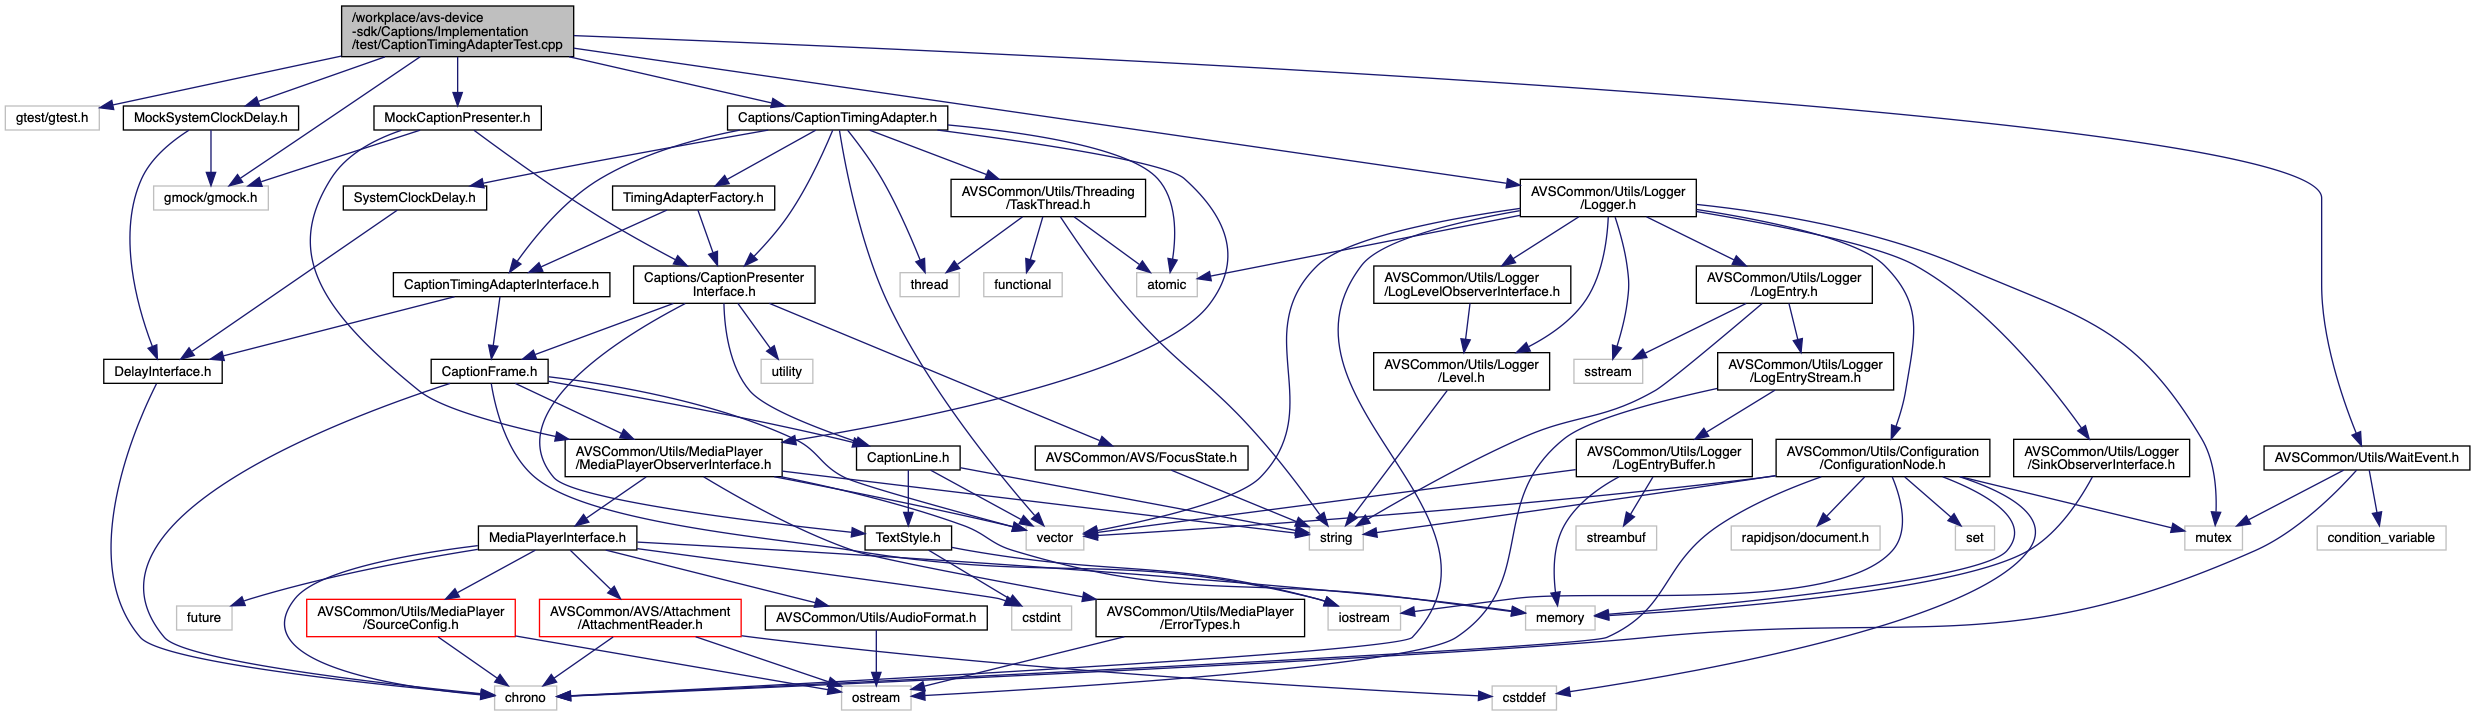 /workplace/avs-device
-sdk/Captions/Implementation
/test/CaptionTimingAdapterTest.cpp
gtest/gtest.h
MockSystemClockDelay.h
MockCaptionPresenter.h
Captions/CaptionTimingAdapter.h
gmock/gmock.h
SystemClockDelay.h
TimingAdapterFactory.h
AVSCommon/Utils/Threading
/TaskThread.h
AVSCommon/Utils/Logger
/Logger.h
CaptionTimingAdapterInterface.h
Captions/CaptionPresenter
Interface.h
thread
functional
atomic
AVSCommon/Utils/Logger
/LogLevelObserverInterface.h
AVSCommon/Utils/Logger
/LogEntry.h
DelayInterface.h
CaptionFrame.h
utility
AVSCommon/Utils/Logger
/Level.h
sstream
AVSCommon/Utils/Logger
/LogEntryStream.h
AVSCommon/Utils/MediaPlayer
/MediaPlayerObserverInterface.h
CaptionLine.h
AVSCommon/AVS/FocusState.h
AVSCommon/Utils/Logger
/LogEntryBuffer.h
AVSCommon/Utils/Configuration
/ConfigurationNode.h
AVSCommon/Utils/Logger
/SinkObserverInterface.h
AVSCommon/Utils/WaitEvent.h
MediaPlayerInterface.h
TextStyle.h
vector
string
streambuf
rapidjson/document.h
set
mutex
condition_variable
future
AVSCommon/Utils/MediaPlayer
/SourceConfig.h
AVSCommon/AVS/Attachment
/AttachmentReader.h
AVSCommon/Utils/AudioFormat.h
cstdint
AVSCommon/Utils/MediaPlayer
/ErrorTypes.h
iostream
memory
chrono
ostream
cstddef